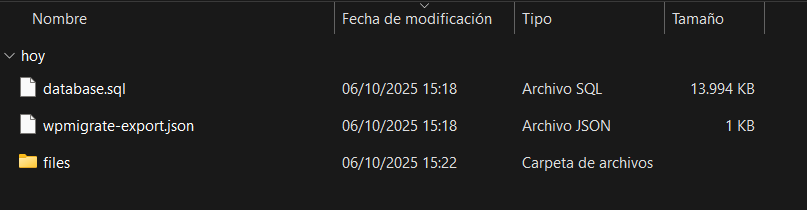 Nombre Fecha de modificación Tipo Tamaño
hoy
database.sql 06/10/2025 15:18 Archivo SQL 13.994 KB
wpmigrate-export.json 06/10/2025 15:18 Archivo JSON 1 KB
files 06/10/2025 15:22 Carpeta de archivos